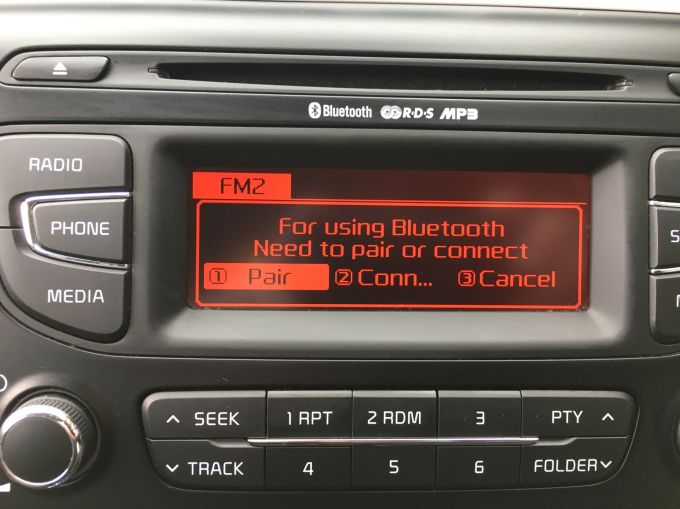 Bluetooth R·D·S MP3
RADIO
PHONE
MEDIA
FM2
For using Bluetooth
Need to pair or connect
① Pair ② Conn... ③ Cancel
∧ SEEK 1 RPT 2 RDM 3 PTY ∧
∨ TRACK 4 5 6 FOLDER ∨